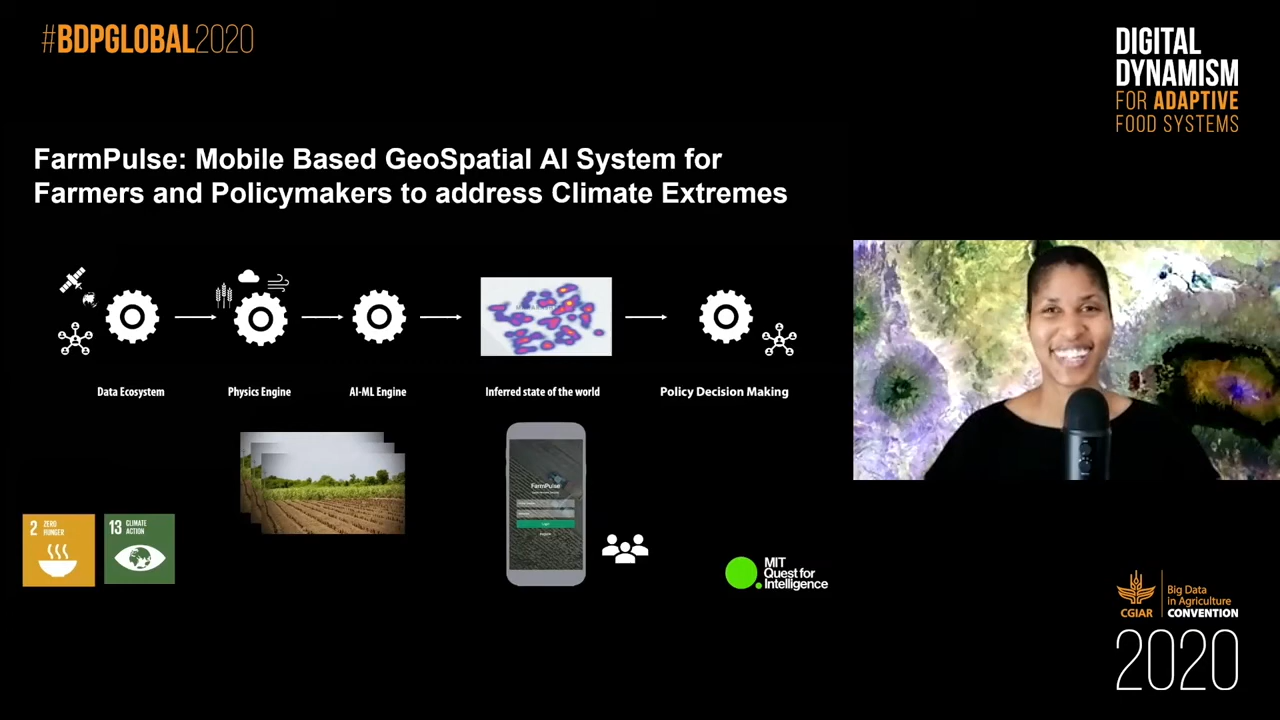 #BDPGLOBAL2020
DIGITAL
DYNAMISM
FOR ADAPTIVE
FOOD SYSTEMS
FarmPulse: Mobile Based GeoSpatial AI System for
Farmers and Policymakers to address Climate Extremes
Data Ecosystem
Physics Engine
AI-ML Engine
Inferred state of the world
Policy Decision Making
2 ZERO
HUNGER
13 CLIMATE
ACTION
FarmPulse
Login
MIT
Quest for
Intelligence
CGIAR
Big Data
in Agriculture
CONVENTION
2020